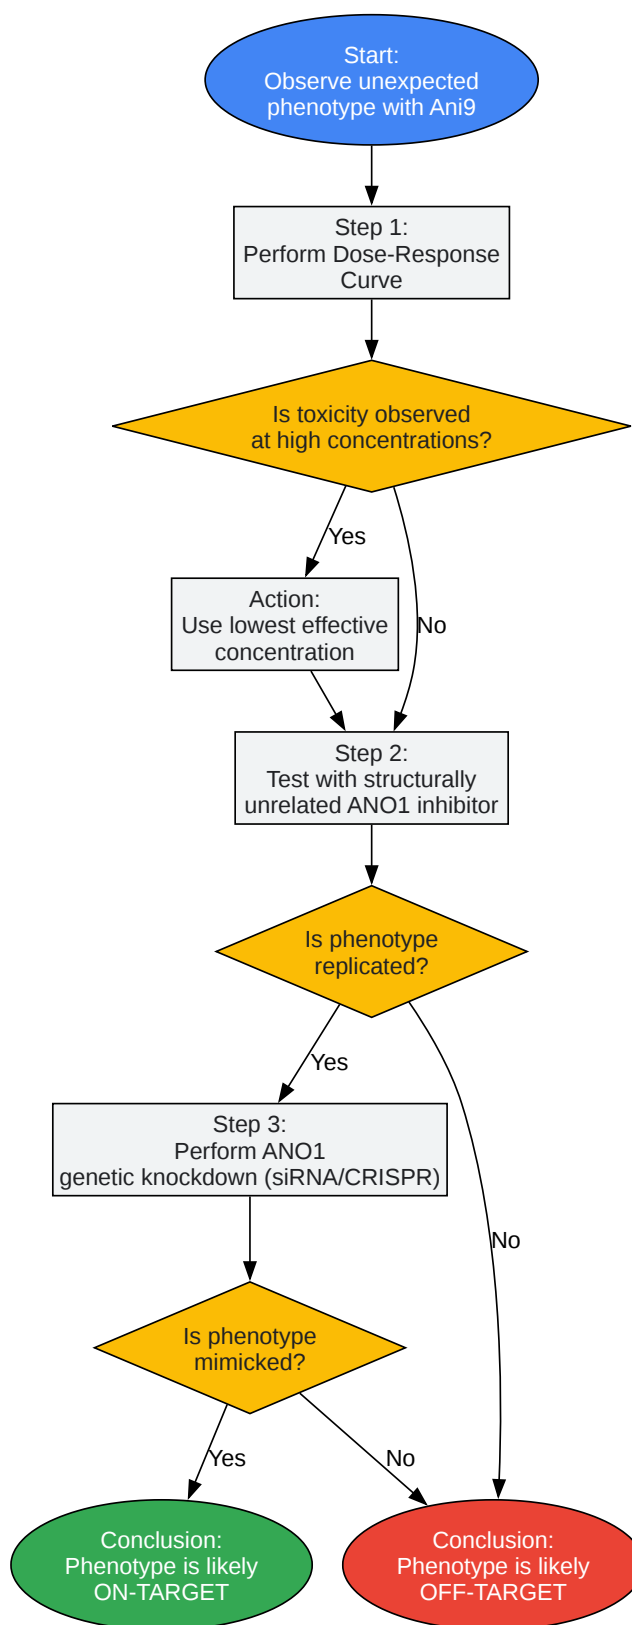 Start:
Observe unexpected
phenotype with Ani9
Step 1:
Perform Dose-Response
Curve
Is toxicity observed
at high concentrations?
Yes
Action:
Use lowest effective
concentration
No
Step 2:
Test with structurally
unrelated ANO1 inhibitor
Is phenotype
replicated?
Yes
Step 3:
Perform ANO1
genetic knockdown (siRNA/CRISPR)
No
Is phenotype
mimicked?
Yes
No
Conclusion:
Phenotype is likely
ON-TARGET
Conclusion:
Phenotype is likely
OFF-TARGET